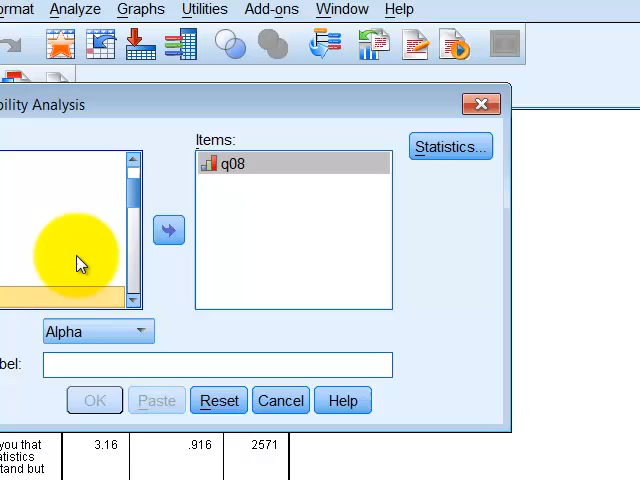 ormat Analyze Graphs Utilities Add-ons Window Help
bility Analysis
Items:
Statistics...
q08
Alpha
bel:
OK Paste Reset Cancel Help
you that 3.16 .916 2571
atistics
tand but